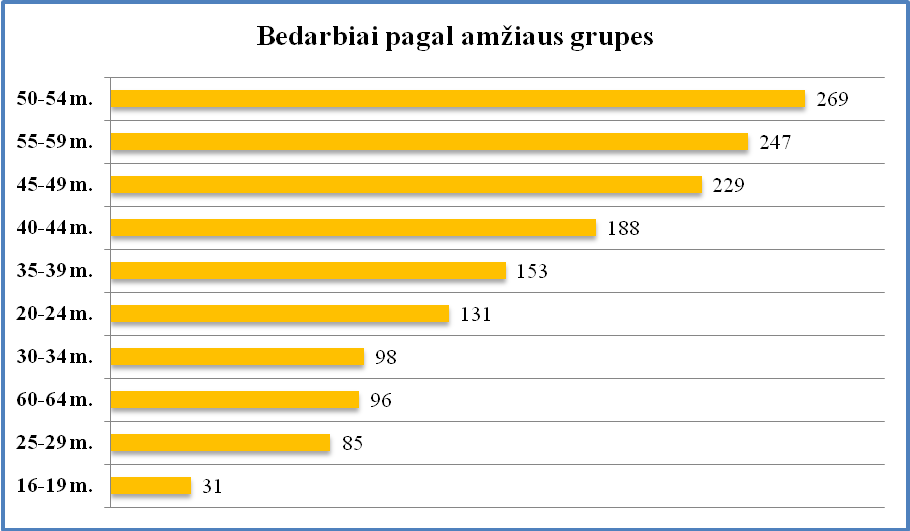 Bedarbiai pagal amžiaus grupes
50-54 m. 269
55-59 m. 247
45-49 m. 229
40-44 m. 188
35-39 m. 153
20-24 m. 131
30-34 m. 98
60-64 m. 96
25-29 m. 85
16-19 m. 31